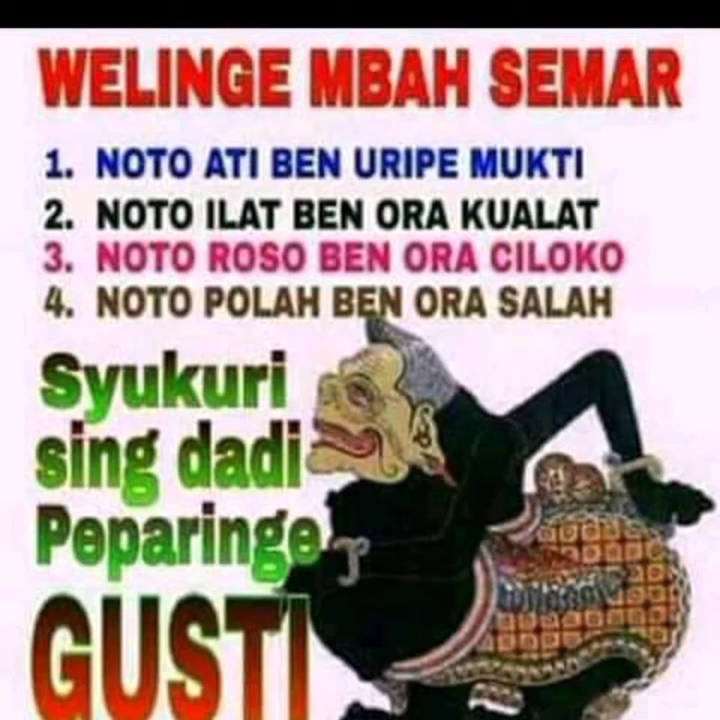 WELINGE MBAH SEMAR
1. NOTO ATI BEN URIPE MUKTI
2. NOTO ILAT BEN ORA KUALAT
3. NOTO ROSO BEN ORA CILOKO
4. NOTO POLAH BEN ORA SALAH
Syukuri
sing dadi
Peparinge
GUSTI